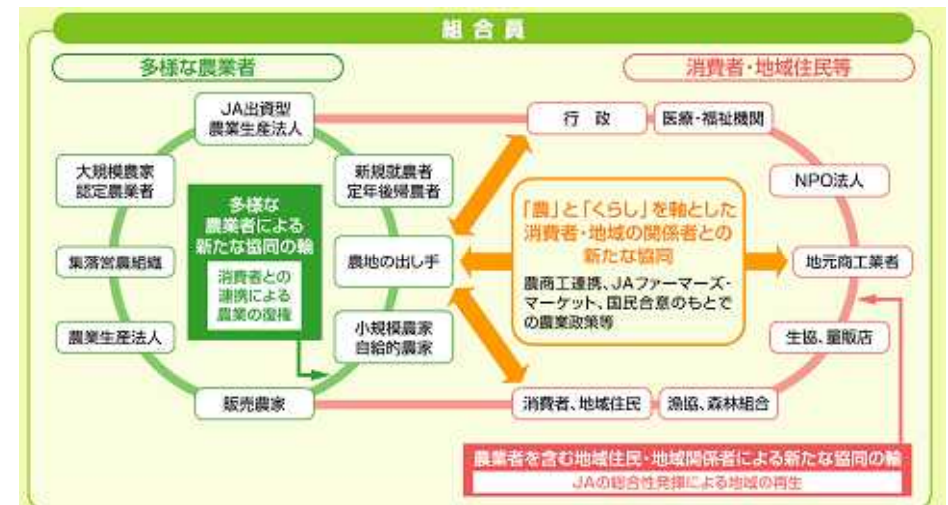 組合員
多様な農業者
消費者・地域住民等
JA出資型
農業生産法人
大規模農家
認定農業者
新規就農者
定年後帰農者
集落営農組織
農地の出し手
農業生産法人
小規模農家
自給的農家
販売農家
多様な
農業者による
新たな協同の輪
消費者との
連携による
農業の復権
行政
医療・福祉機関
NPO法人
地元商工業者
生協、量販店
消費者、地域住民
漁協、森林組合
「農」と「くらし」を軸とした
消費者・地域の関係者との
新たな協同
農商工連携、JAファーマーズ・
マーケット、国民合意のもとで
の農業政策等
農業者を含む地域住民・地域関係者による新たな協同の輪
JAの総合性発揮による地域の再生